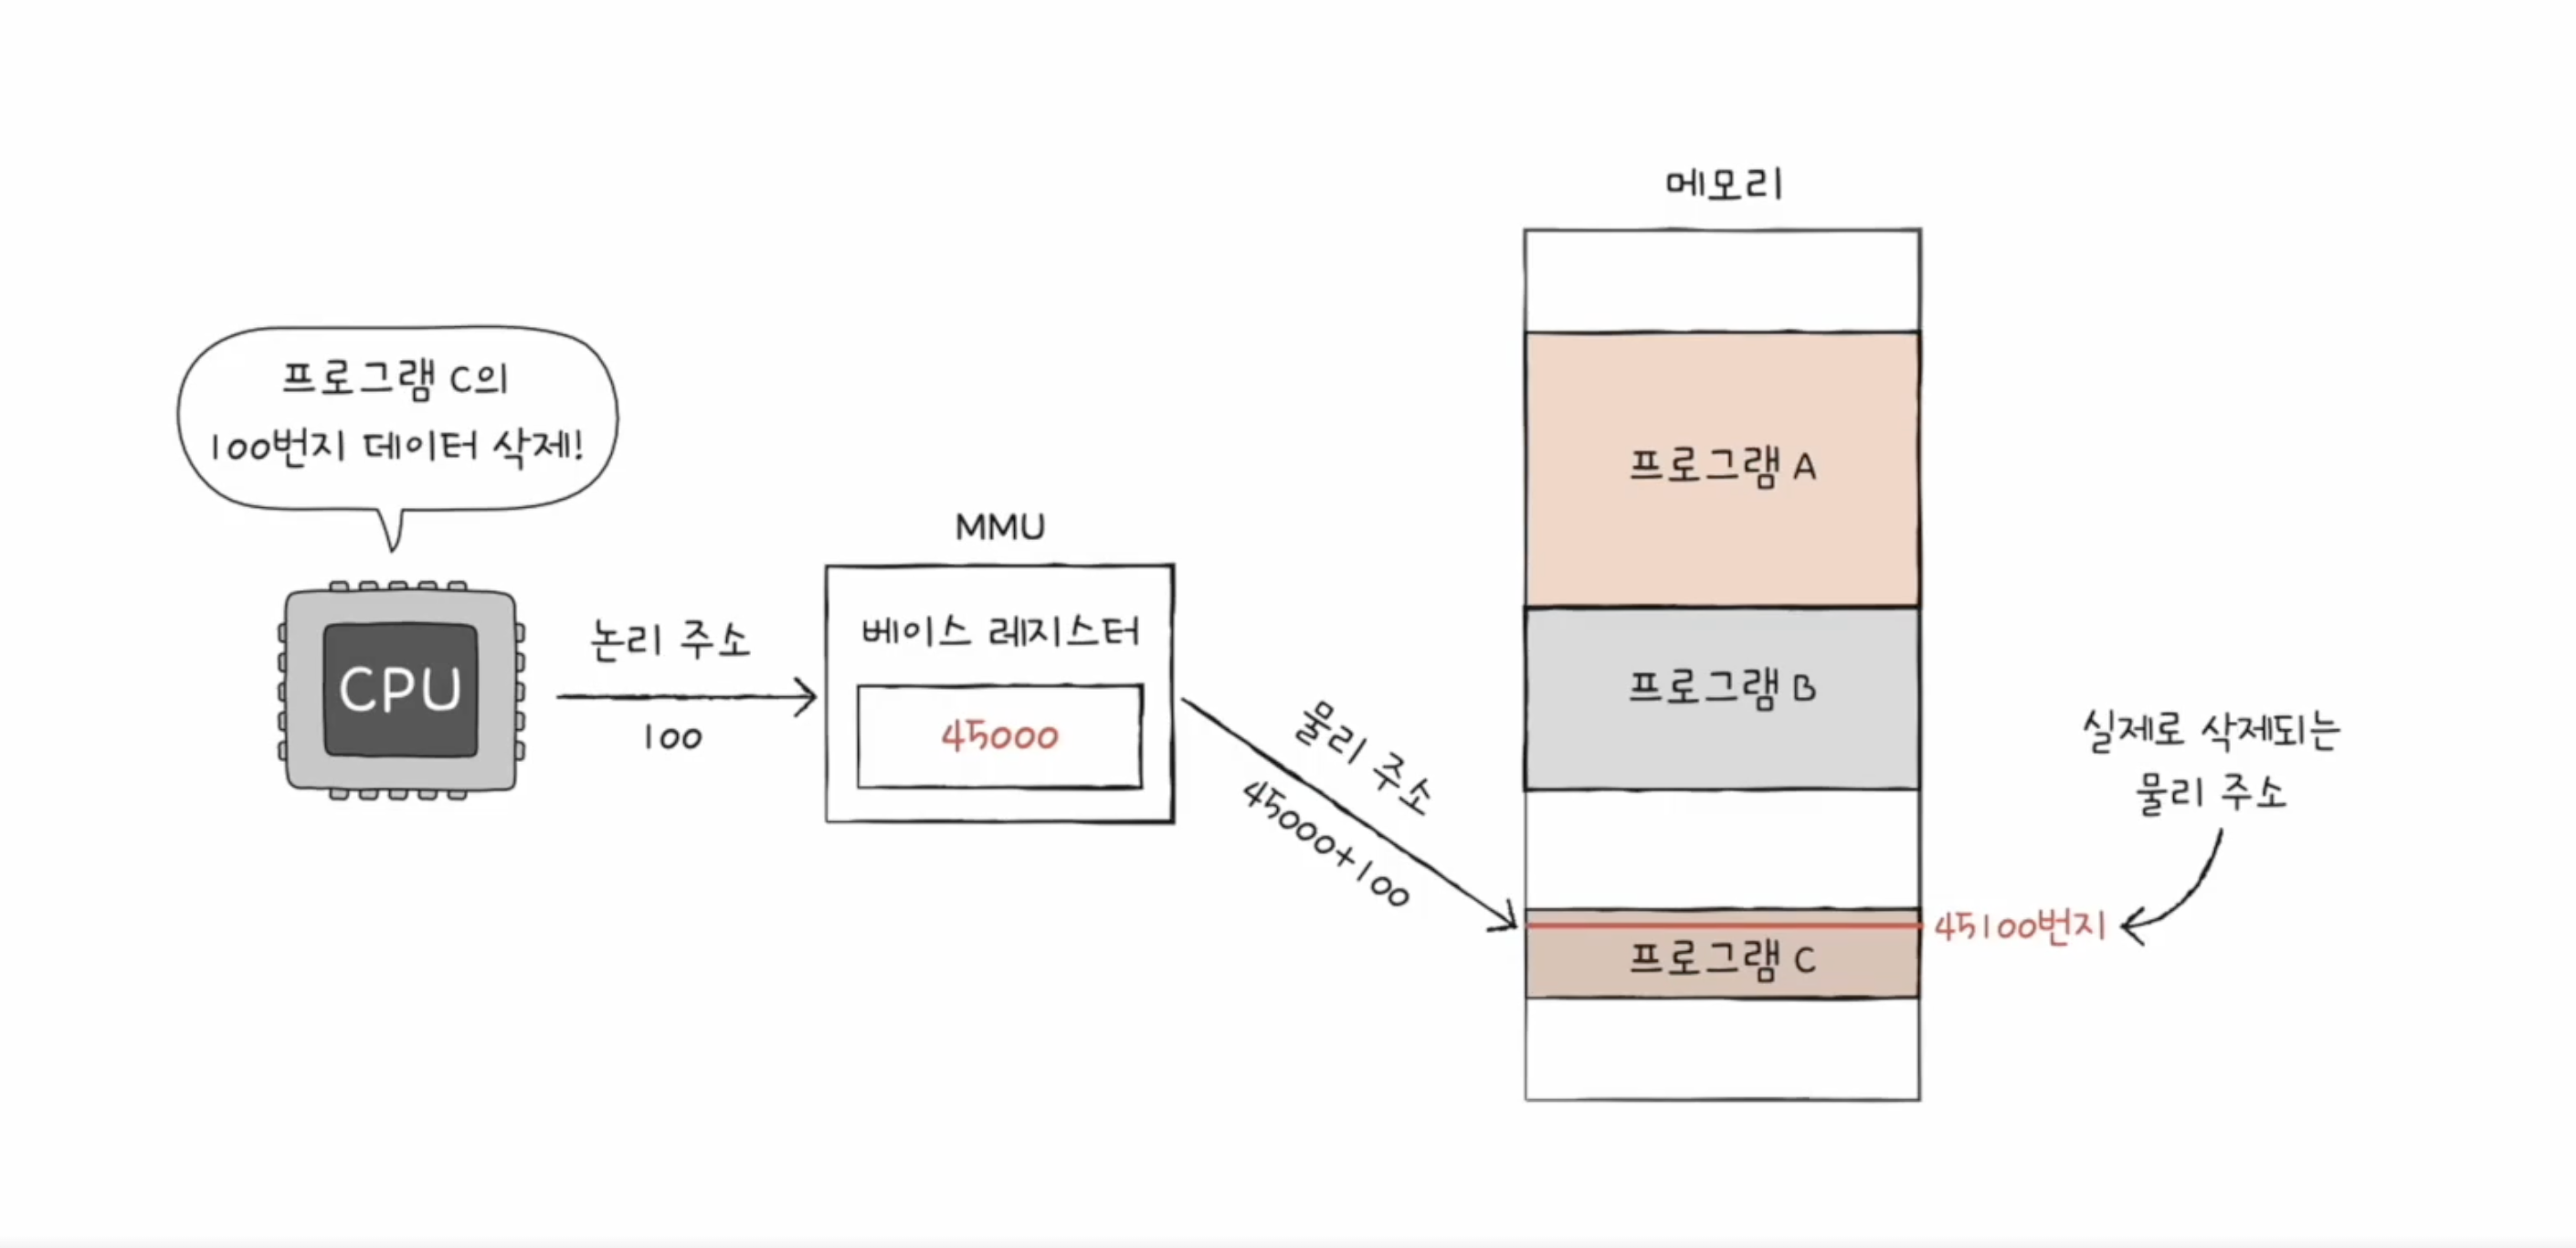 프로그램 C의
100번지 데이터 삭제!
CPU
논리 주소
100
MMU
베이스 레지스터
45000
물리 주소
45000+100
메모리
프로그램 A
프로그램 B
프로그램 C
45100번지
실제로 삭제되는
물리 주소